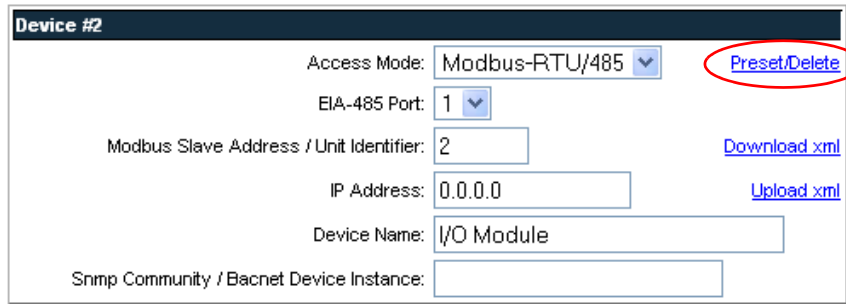 Device #2
Access Mode: Modbus-RTU/485 Preset/Delete
EIA-485 Port: 1
Modbus Slave Address / Unit Identifier: 2 Download xml
IP Address: 0.0.0.0 Upload xml
Device Name: I/O Module
Snmp Community / Bacnet Device Instance: